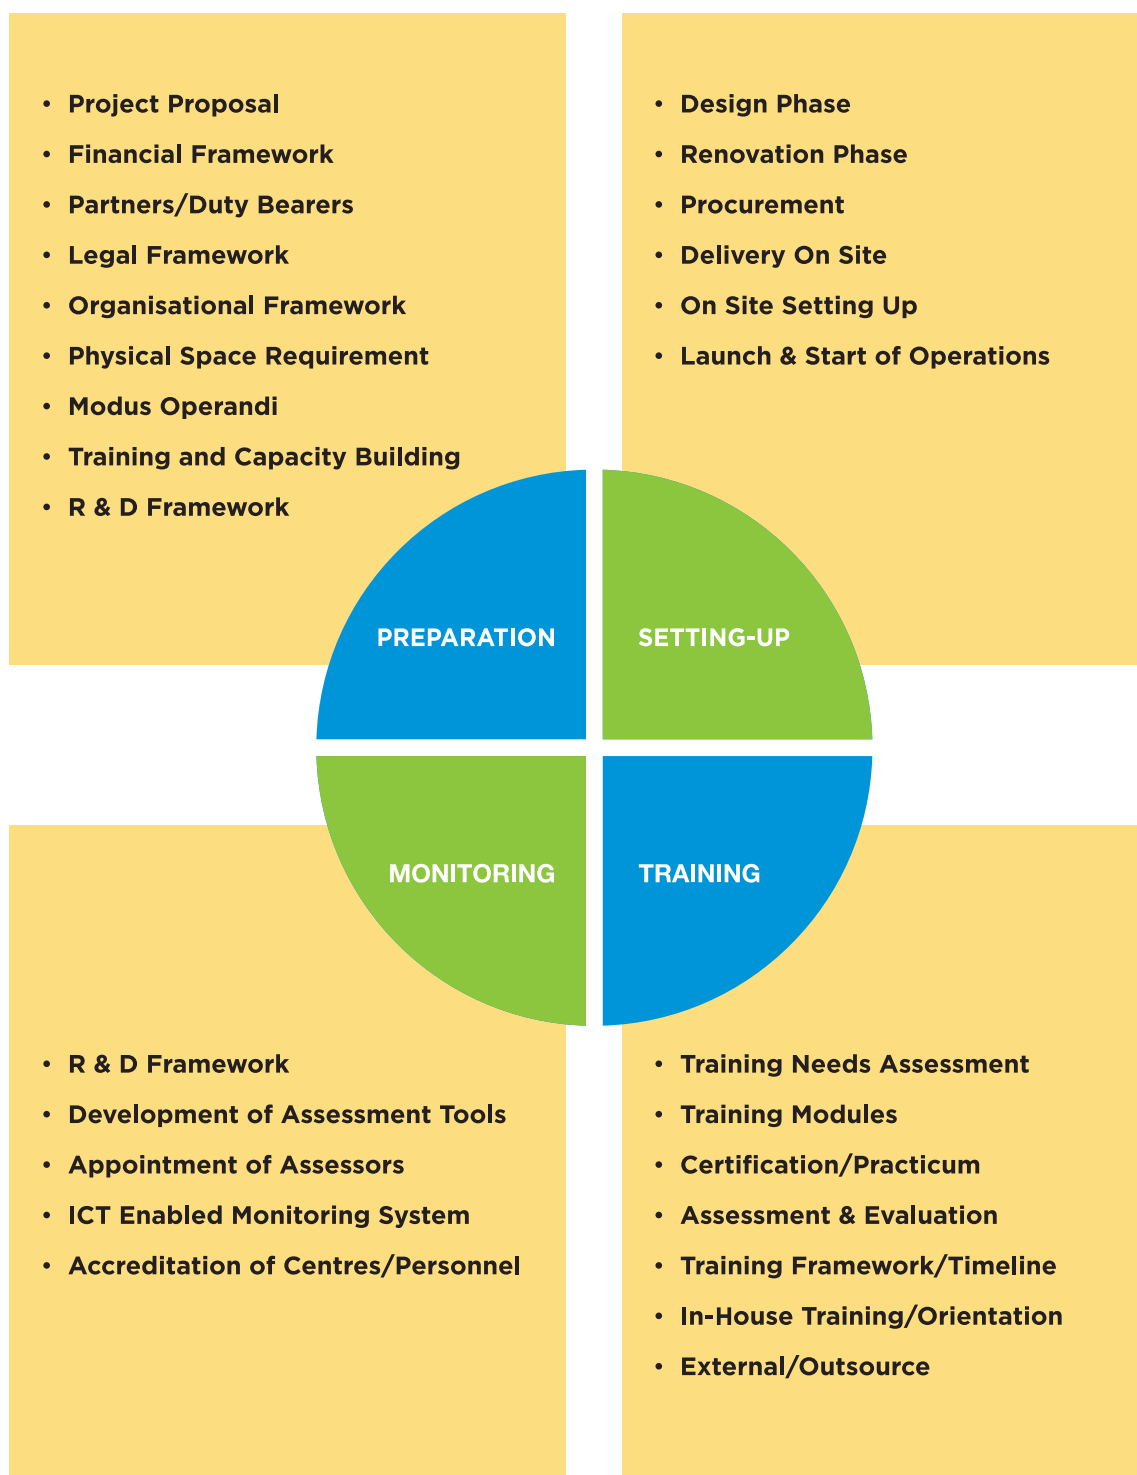 • Project Proposal
• Financial Framework
• Partners/Duty Bearers
• Legal Framework
• Organisational Framework
• Physical Space Requirement
• Modus Operandi
• Training and Capacity Building
• R & D Framework
• Design Phase
• Renovation Phase
• Procurement
• Delivery On Site
• On Site Setting Up
• Launch & Start of Operations
PREPARATION
SETTING-UP
MONITORING
TRAINING
• R & D Framework
• Development of Assessment Tools
• Appointment of Assessors
• ICT Enabled Monitoring System
• Accreditation of Centres/Personnel
• Training Needs Assessment
• Training Modules
• Certification/Practicum
• Assessment & Evaluation
• Training Framework/Timeline
• In-House Training/Orientation
• External/Outsource